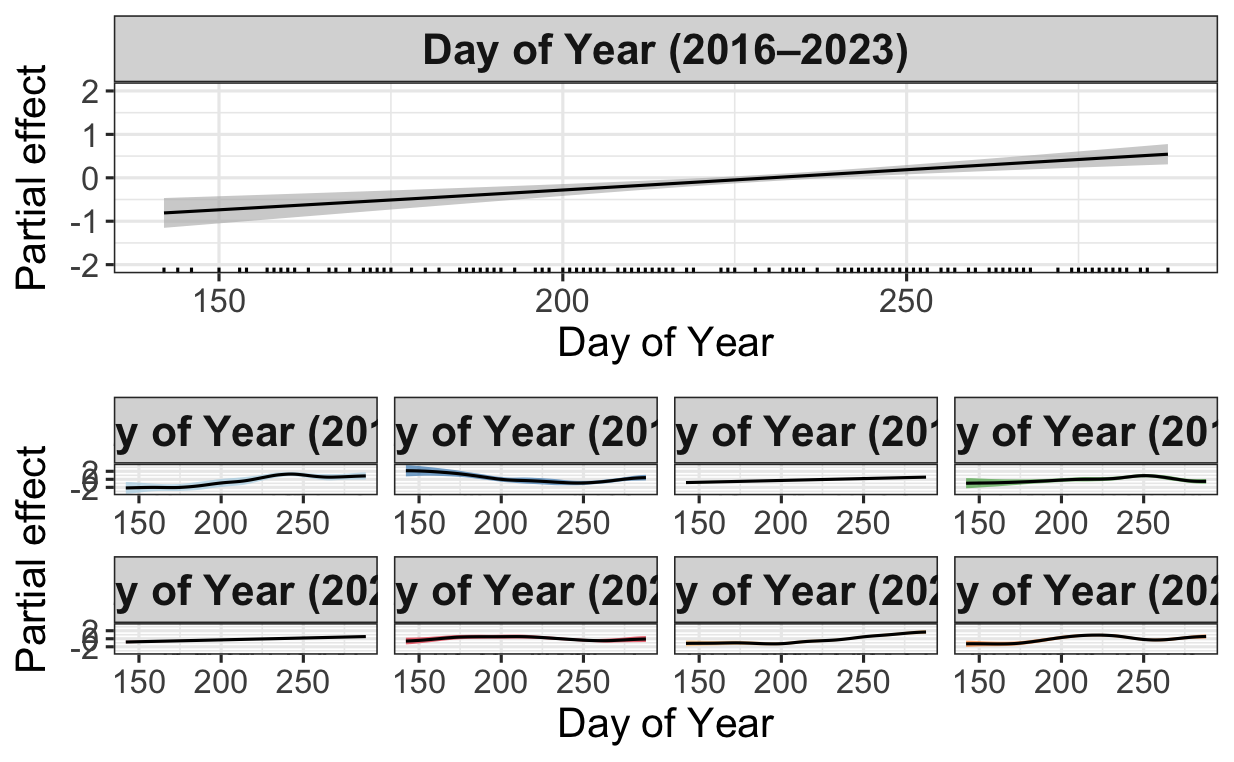 Day of Year (2016–2023)
Partial effect
2
1
0
-1
-2
150 200 250
Day of Year
y of Year (201 y of Year (201 y of Year (201 y of Year (201
Partial effect
2
0
-2
150 200 250 150 200 250 150 200 250 150 200 250
y of Year (202 y of Year (202 y of Year (202 y of Year (202
2
0
-2
150 200 250 150 200 250 150 200 250 150 200 250
Day of Year